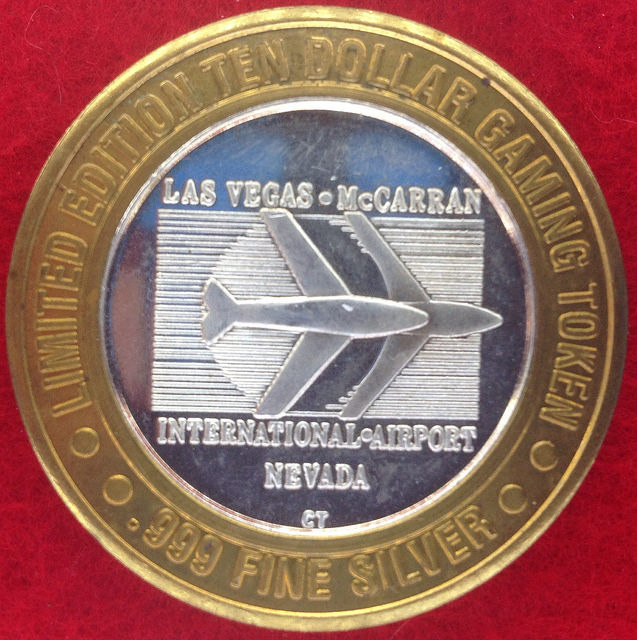 LIMITED EDITION TEN DOLLAR GAMING TOKEN
LAS VEGAS • McCARRAN
INTERNATIONAL • AIRPORT
NEVADA
CT
.999 FINE SILVER